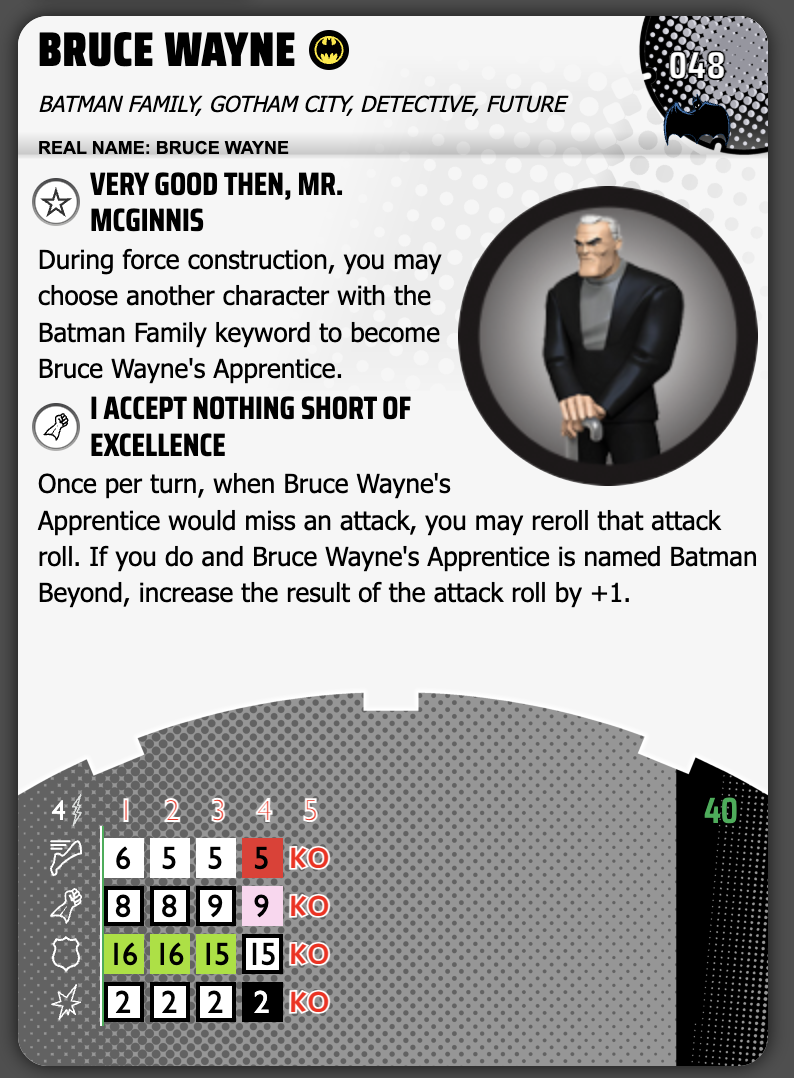 BRUCE WAYNE
048
BATMAN FAMILY, GOTHAM CITY, DETECTIVE, FUTURE
REAL NAME: BRUCE WAYNE
VERY GOOD THEN, MR.
MCGINNIS
During force construction, you may
choose another character with the
Batman Family keyword to become
Bruce Wayne's Apprentice.
I ACCEPT NOTHING SHORT OF
EXCELLENCE
Once per turn, when Bruce Wayne's
Apprentice would miss an attack, you may reroll that attack
roll. If you do and Bruce Wayne's Apprentice is named Batman
Beyond, increase the result of the attack roll by +1.
4 1 2 3 4 5 40
6 5 5 5 KO
8 8 9 9 KO
16 16 15 15 KO
2 2 2 2 KO